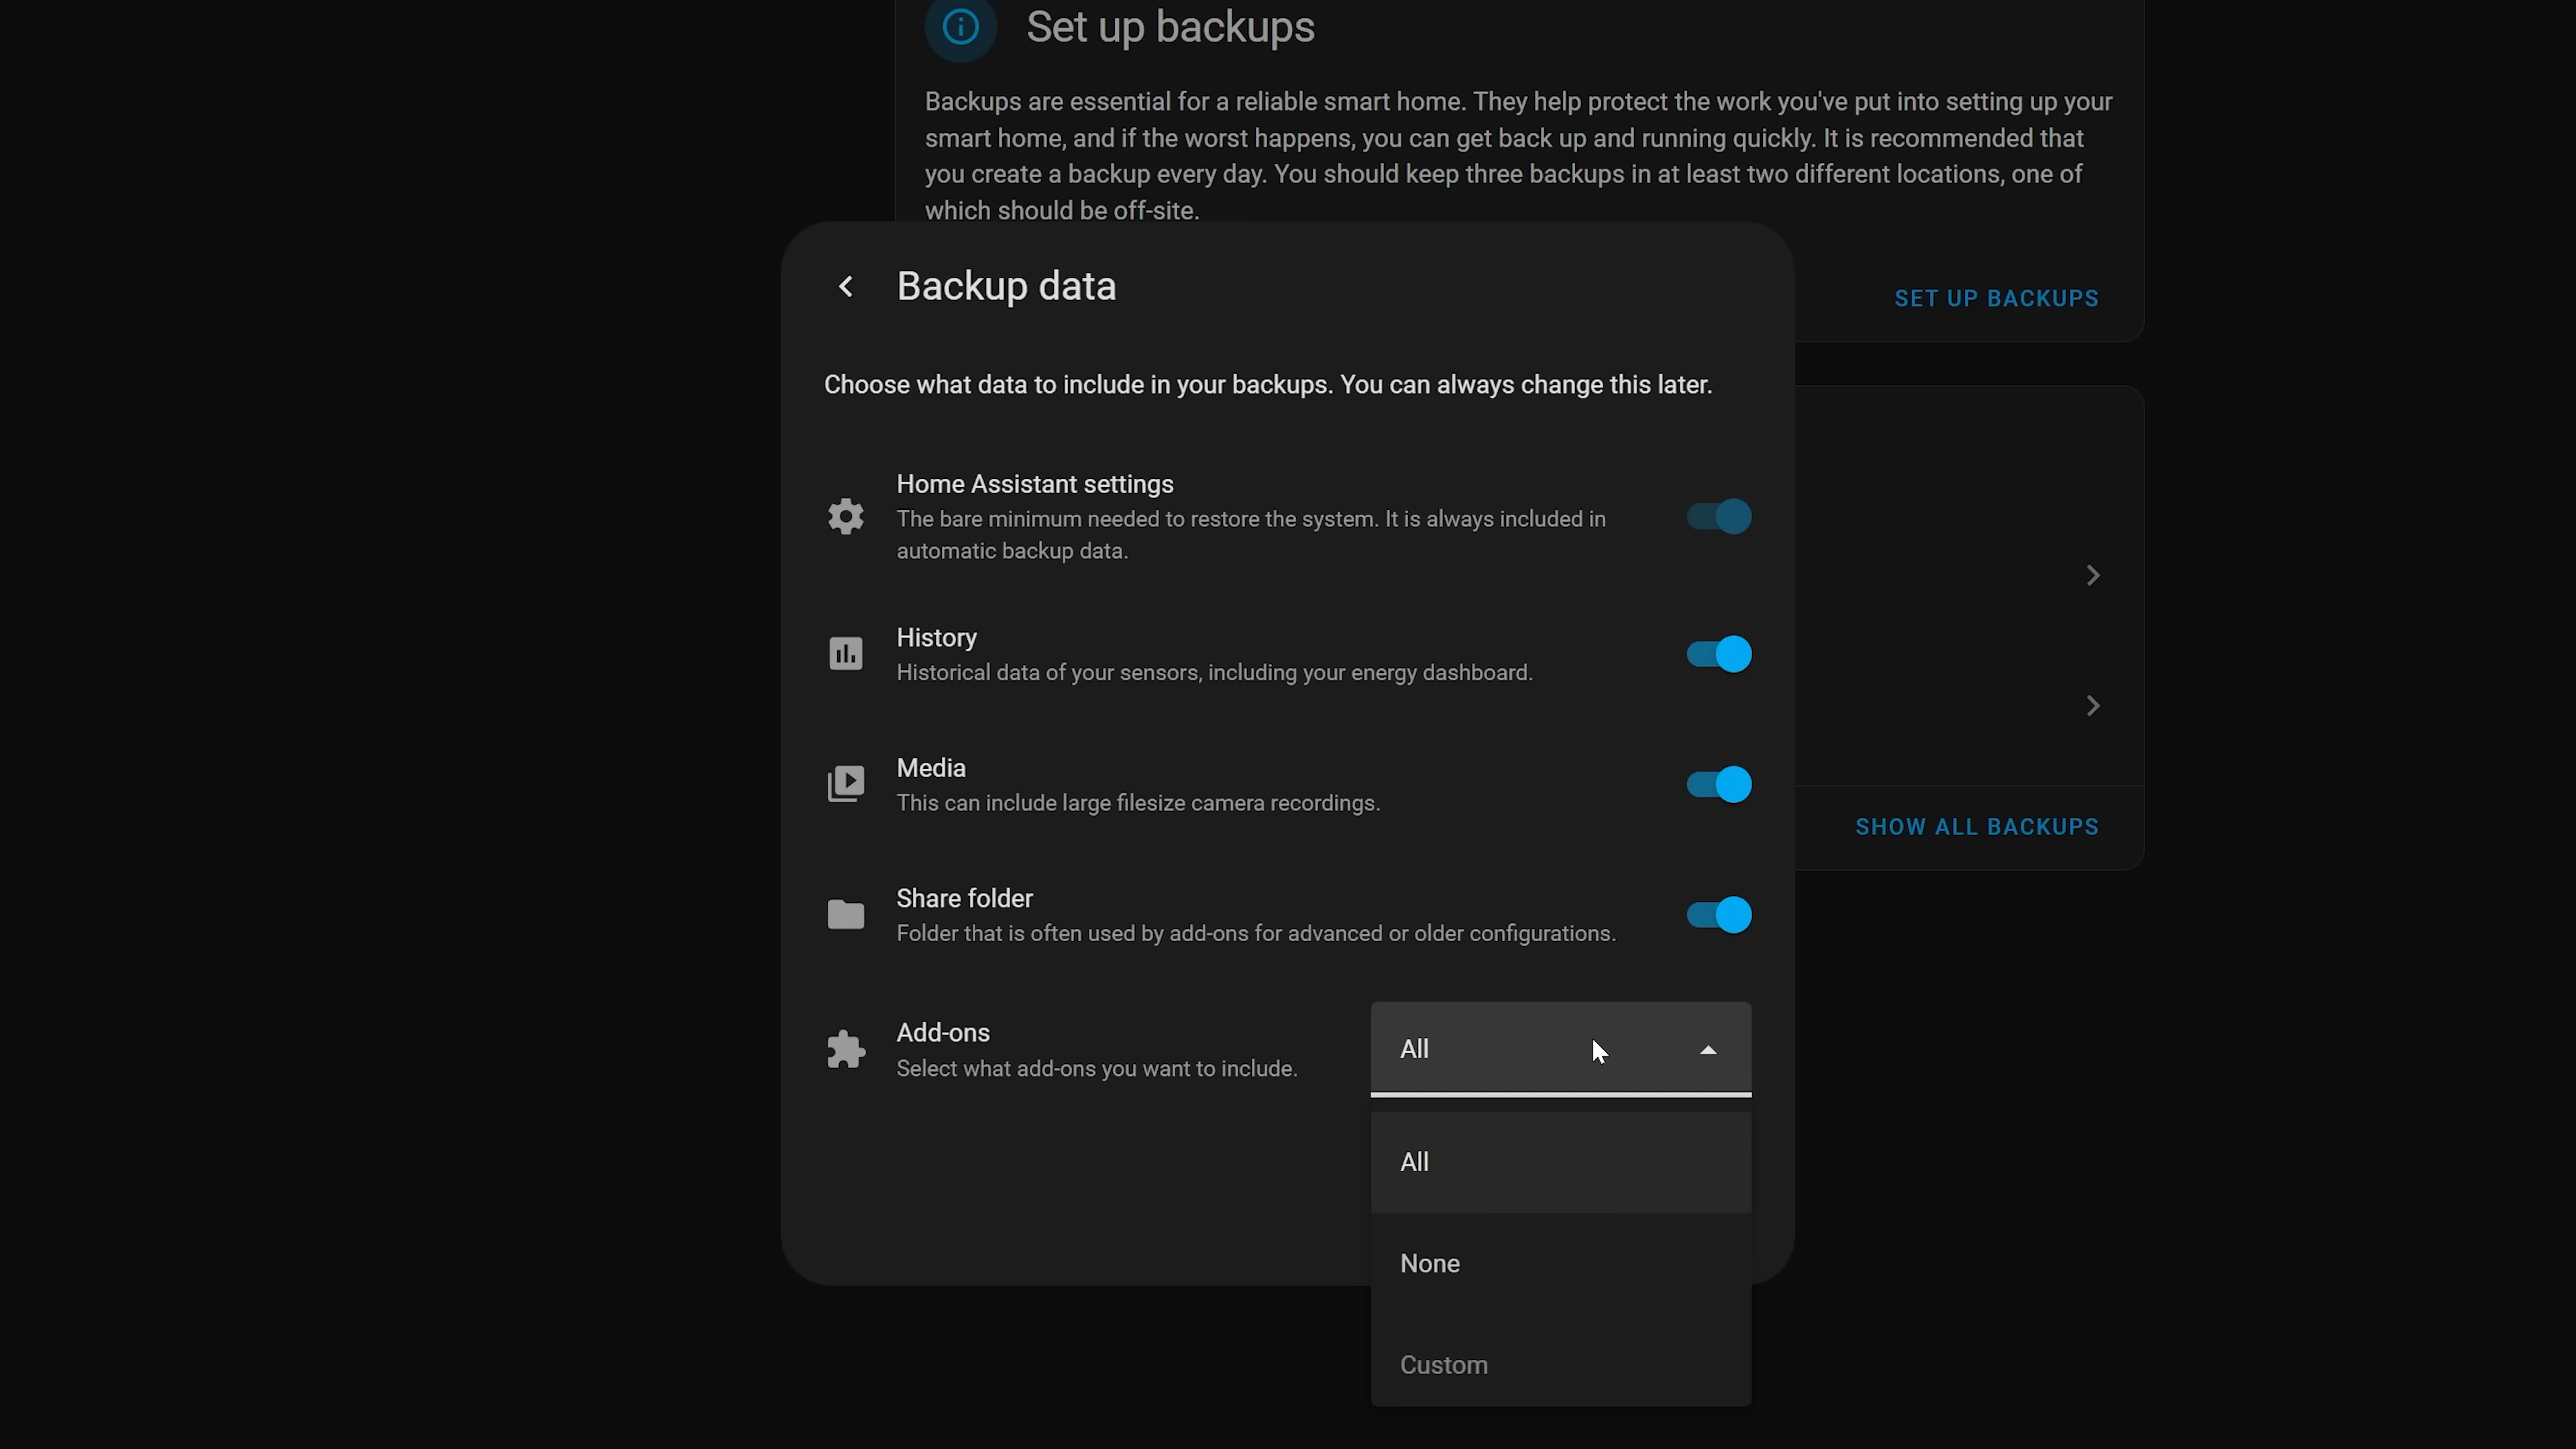 Set up backups
Backups are essential for a reliable smart home. They help protect the work you've put into setting up your
smart home, and if the worst happens, you can get back up and running quickly. It is recommended that
you create a backup every day. You should keep three backups in at least two different locations, one of
which should be off-site.
SET UP BACKUPS
Backup data
Choose what data to include in your backups. You can always change this later.
Home Assistant settings
The bare minimum needed to restore the system. It is always included in
automatic backup data.
History
Historical data of your sensors, including your energy dashboard.
Media
This can include large filesize camera recordings.
SHOW ALL BACKUPS
Share folder
Folder that is often used by add-ons for advanced or older configurations.
Add-ons
Select what add-ons you want to include.
All
All
None
Custom